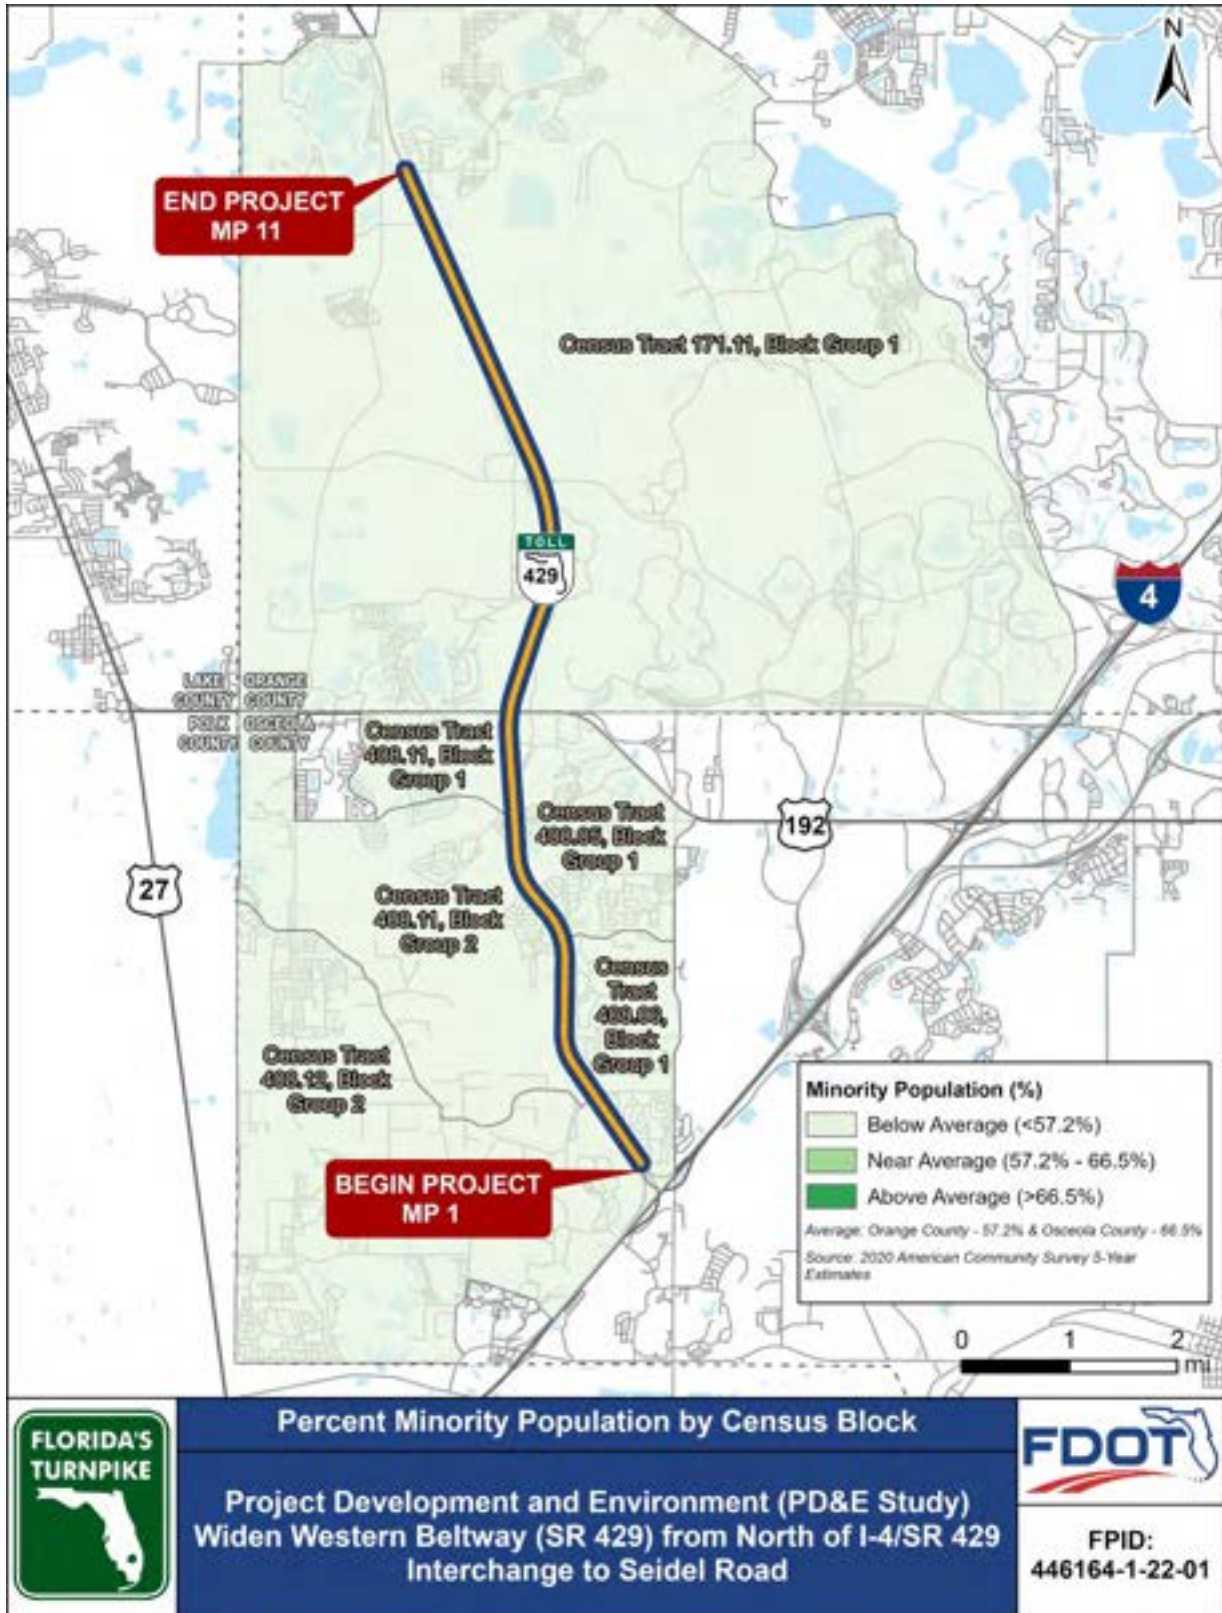 N
END PROJECT
MP 11
Census Tract 171.11, Block Group 1
TOLL
429
4
LAKE ORANGE
COUNTY COUNTY
POLK OSCEOLA
COUNTY COUNTY
Census Tract
408.11, Block
Group 1
Census Tract
Block
Group 1
192
27
Census Tract
408.11, Block
Group 2
Census
Tract
Block
Group 1
Census Tract
408.12, Block
Group 2
BEGIN PROJECT
MP 1
Minority Population (%)
Below Average (<57.2%)
Near Average (57.2% - 66.5%)
Above Average (>66.5%)
Average: Orange County - 57.2% & Osceola County - 66.5%
Source: 2020 American Community Survey 5-Year
Estimates
0 1 2
mi
FLORIDA'S
TURNPIKE
Percent Minority Population by Census Block
Project Development and Environment (PD&E Study)
Widen Western Beltway (SR 429) from North of I-4/SR 429
Interchange to Seidel Road
FDOT
FPID:
446164-1-22-01